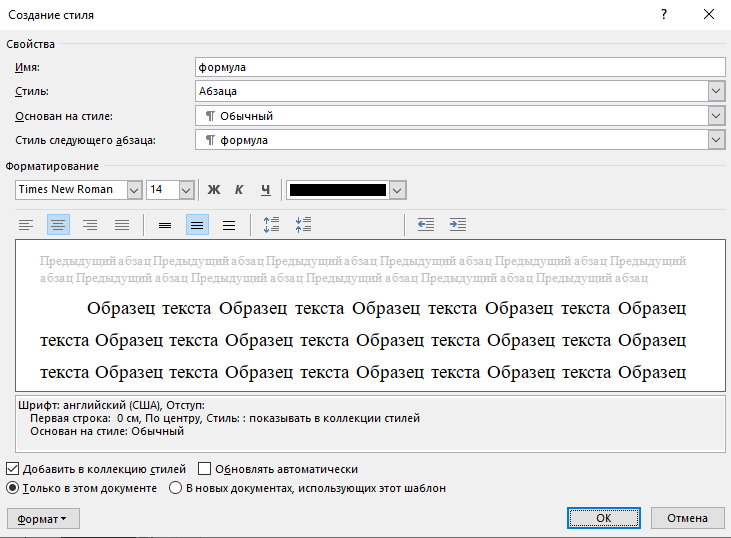 Создание стиля ?
Свойства
Имя: формула
Стиль: Абзаца
Основан на стиле: ¶ Обычный
Стиль следующего абзаца: ¶ формула
Форматирование
Times New Roman 14 Ж К Ч
Предыдущий абзац Предыдущий абзац Предыдущий абзац Предыдущий абзац Предыдущий
абзац Предыдущий абзац Предыдущий абзац Предыдущий абзац Предыдущий абзац
Образец текста Образец текста Образец текста Образец текста Образец
текста Образец текста Образец текста Образец текста Образец текста
текста Образец текста Образец текста Образец текста Образец текста Образец
Шрифт: английский (США), Отступ:
Первая строка: 0 см, По центру, Стиль: : показывать в коллекции стилей
Основан на стиле: Обычный
Добавить в коллекцию стилей Обновлять автоматически
Только в этом документе В новых документах, использующих этот шаблон
Формат ОК Отмена